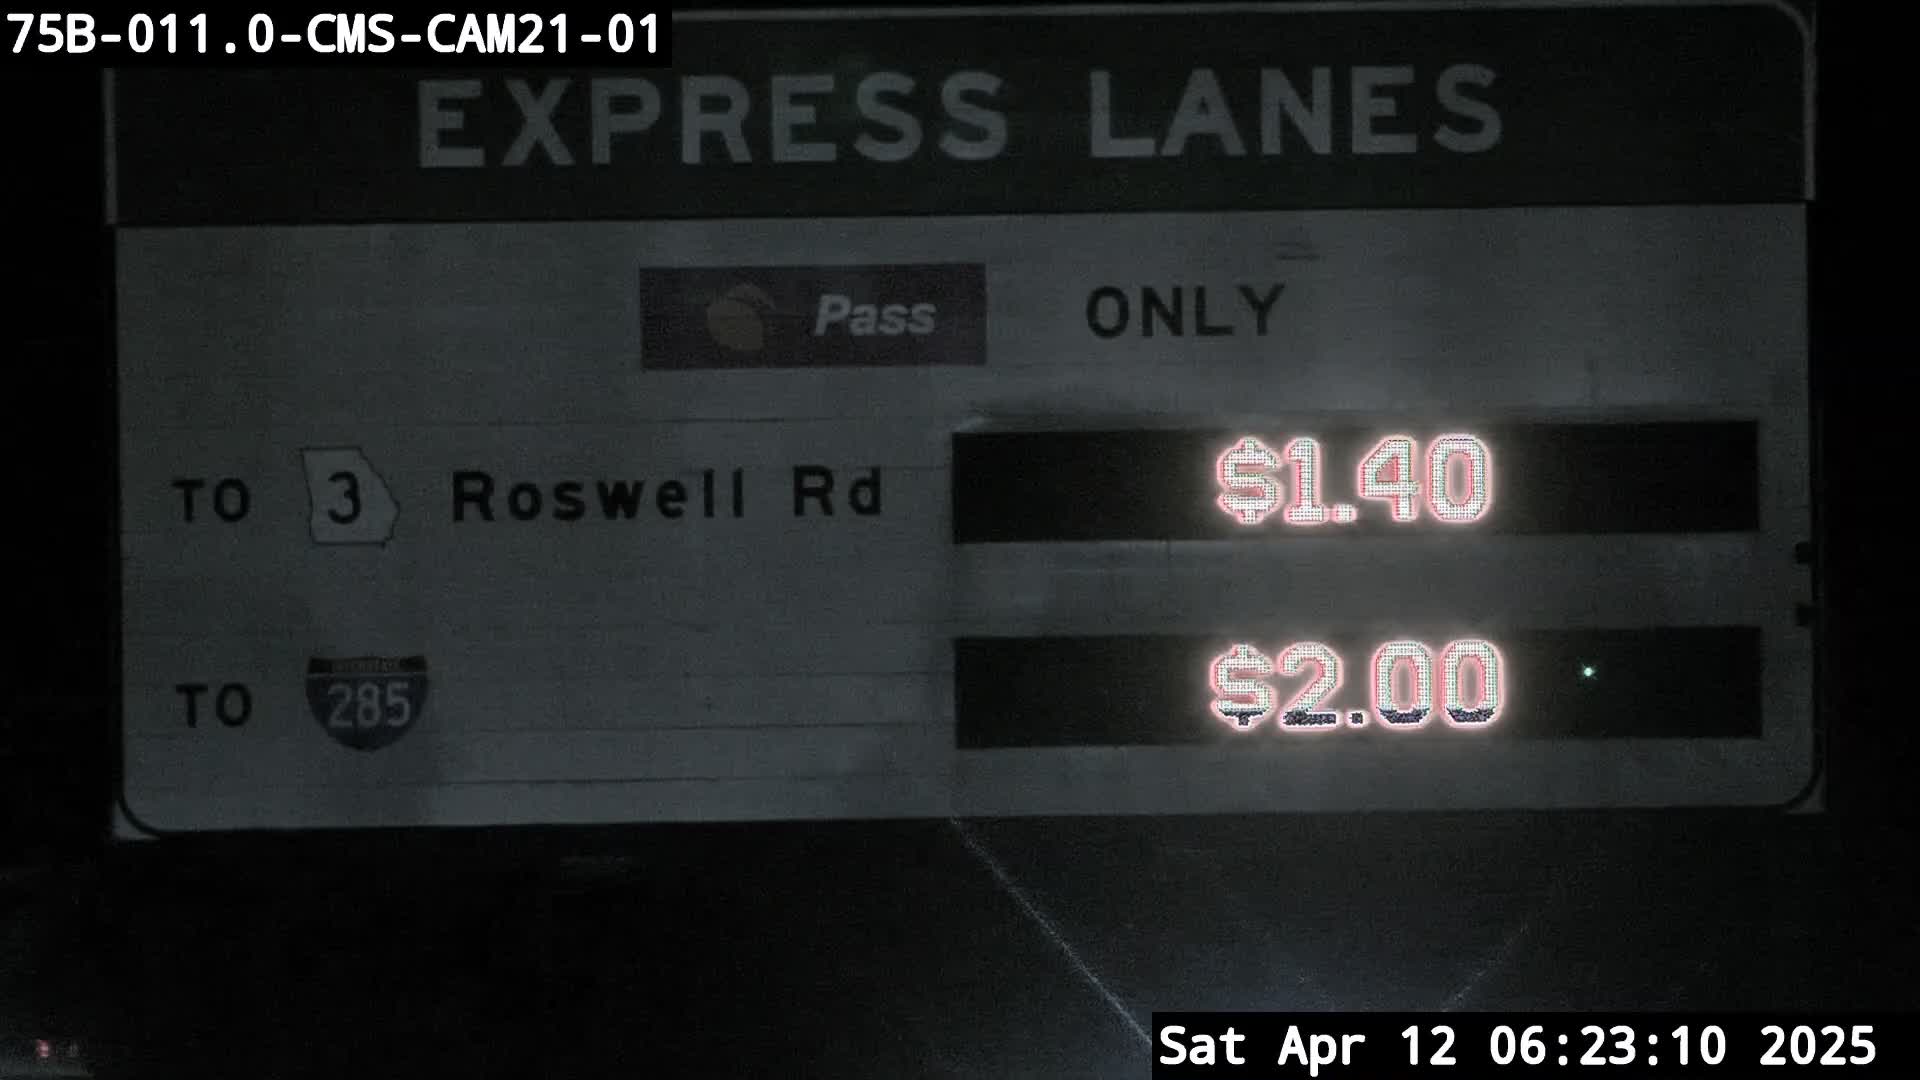 75B-011.0-CMS-CAM21-01
EXPRESS LANES
Pass ONLY
TO 3 Roswell Rd $1.40
TO INTERSTATE 285 $2.00
Sat Apr 12 06:23:10 2025